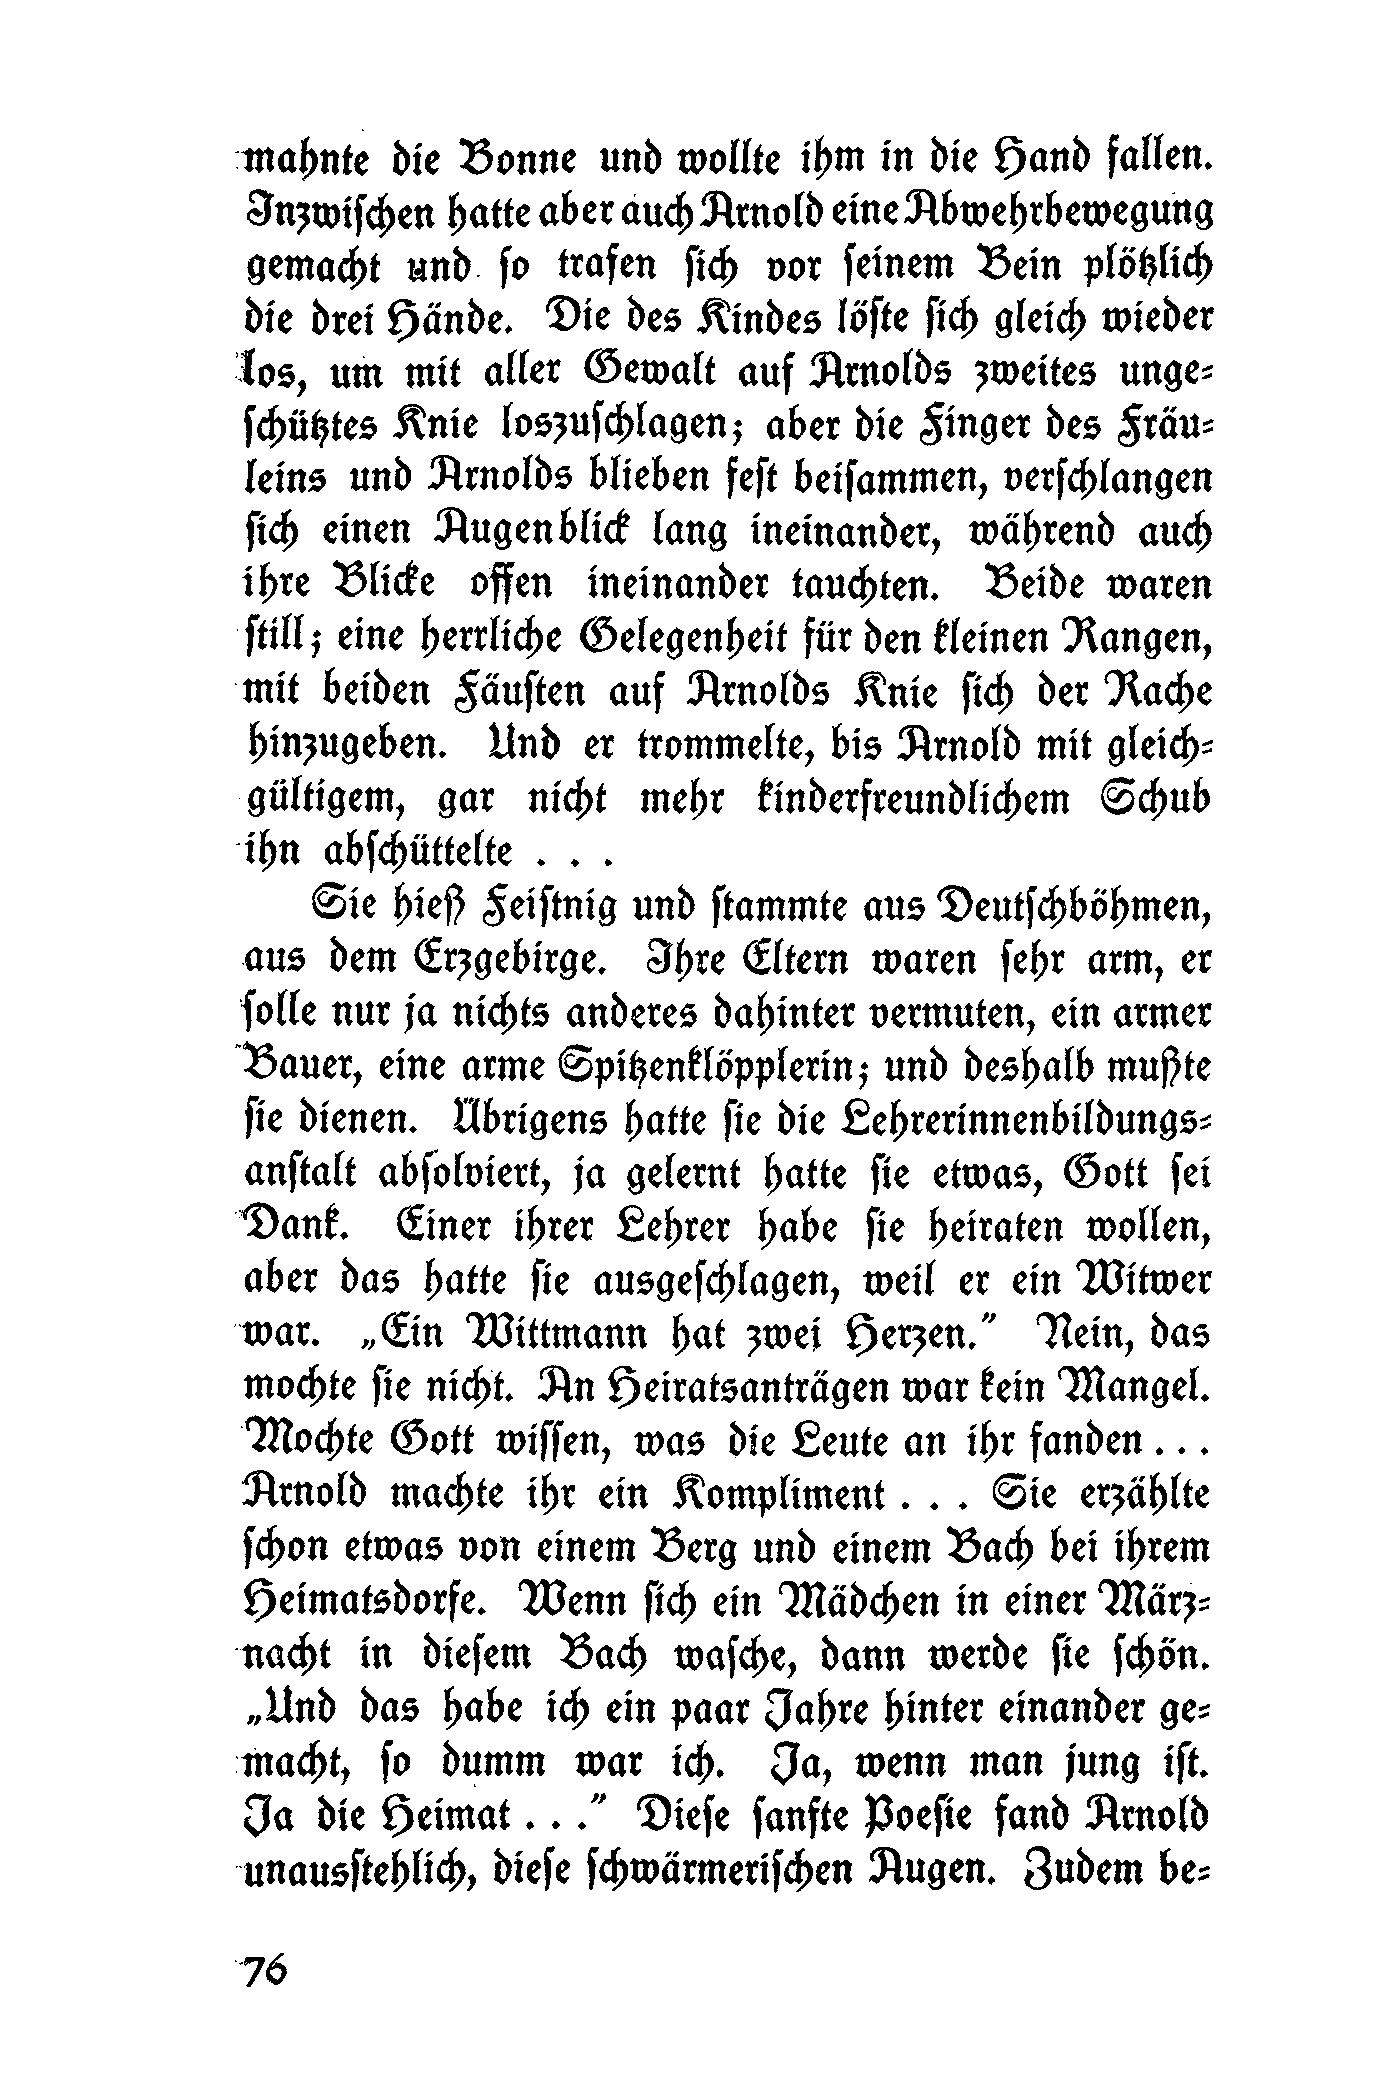 mahnte die Bonne und wollte ihm in die Hand fallen.
Inzwischen hatte aber auch Arnold eine Abwehrbewegung
gemacht und so trafen sich vor seinem Bein plötzlich
die drei Hände. Die des Kindes löste sich gleich wieder
los, um mit aller Gewalt auf Arnolds zweites unge-
schütztes Knie loszuschlagen; aber die Finger des Fräu-
leins und Arnolds blieben fest beisammen, verschlangen
sich einen Augenblick lang ineinander, während auch
ihre Blicke offen ineinander tauchten. Beide waren
still; eine herrliche Gelegenheit für den kleinen Rangen,
mit beiden Fäusten auf Arnolds Knie sich der Rache
hinzugeben. Und er trommelte, bis Arnold mit gleich-
gültigem, gar nicht mehr kinderfreundlichem Schub
ihn abschüttelte . . .
Sie hieß Feistnig und stammte aus Deutschböhmen,
aus dem Erzgebirge. Ihre Eltern waren sehr arm, er
solle nur ja nichts anderes dahinter vermuten, ein armer
Bauer, eine arme Spitzenklöpplerin; und deshalb mußte
sie dienen. Übrigens hatte sie die Lehrerinnenbildungs-
anstalt absolviert, ja gelernt hatte sie etwas, Gott sei
Dank. Einer ihrer Lehrer habe sie heiraten wollen,
aber das hatte sie ausgeschlagen, weil er ein Witwer
war. „Ein Wittmann hat zwei Herzen.“ Nein, das
mochte sie nicht. An Heiratsanträgen war kein Mangel.
Mochte Gott wissen, was die Leute an ihr fanden . . .
Arnold machte ihr ein Kompliment . . . Sie erzählte
schon etwas von einem Berg und einem Bach bei ihrem
Heimatsdorfe. Wenn sich ein Mädchen in einer März-
nacht in diesem Bach wasche, dann werde sie schön.
„Und das habe ich ein paar Jahre hinter einander ge-
macht, so dumm war ich. Ja, wenn man jung ist.
Ja die Heimat . . .“ Diese sanfte Poesie fand Arnold
unausstehlich, diese schwärmerischen Augen. Zudem be-
76